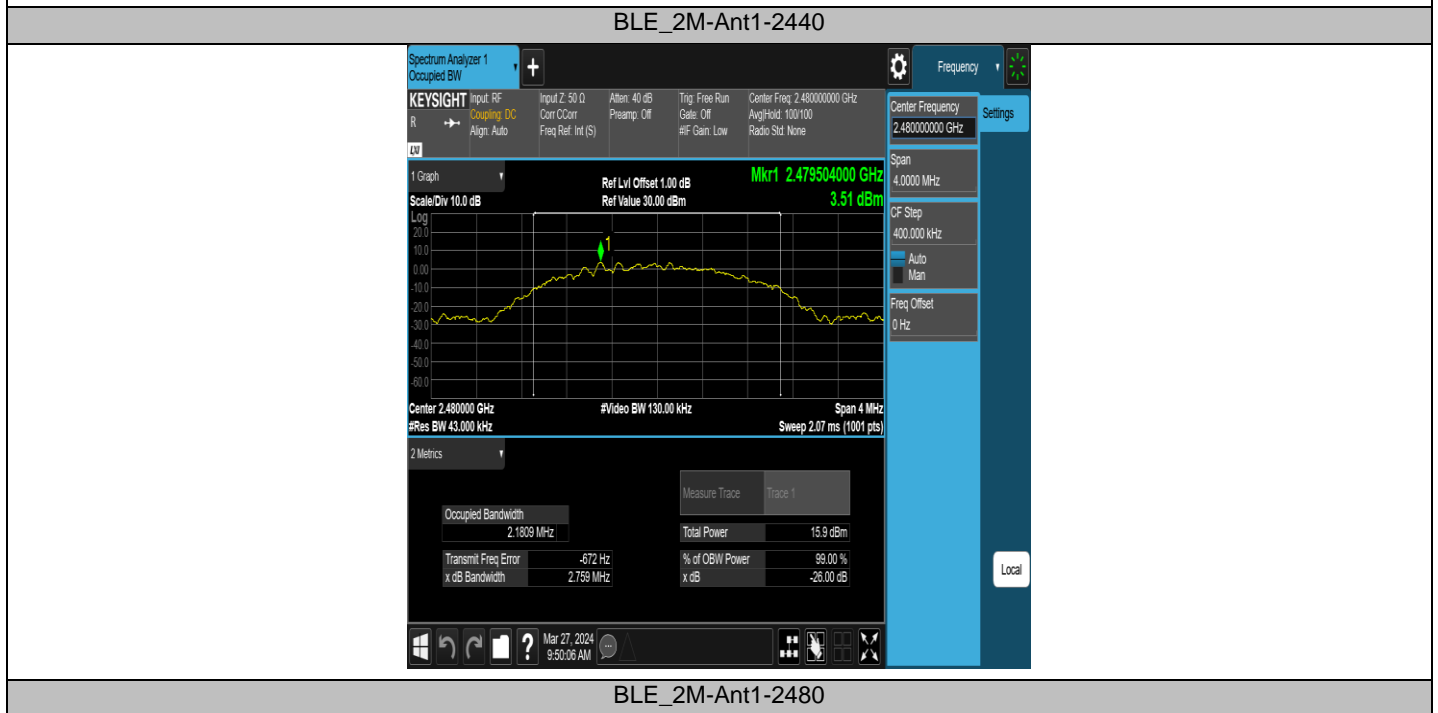 BLE_2M-Ant1-2440
Spectrum Analyzer 1
Occupied BW
Frequency
KEYSIGHT
R
LXI
Input: RF
Coupling: DC
Align: Auto
Input Z: 50 Ω
Corr CCorr
Freq Ref: Int (S)
Atten: 40 dB
Preamp: Off
Trig: Free Run
Gate: Off
#IF Gain: Low
Center Freq: 2.480000000 GHz
Avg|Hold: 100/100
Radio Std: None
Center Frequency
2.480000000 GHz
Settings
Span
4.0000 MHz
CF Step
400.000 kHz
Auto
Man
Freq Offset
0 Hz
Local
1 Graph
Scale/Div 10.0 dB
Ref Lvl Offset 1.00 dB
Ref Value 30.00 dBm
Mkr1 2.479504000 GHz
3.51 dBm
Log
20.0
10.0
0.00
-10.0
-20.0
-30.0
-40.0
-50.0
-60.0
1
Center 2.480000 GHz
#Video BW 130.00 kHz
Span 4 MHz
#Res BW 43.000 kHz
Sweep 2.07 ms (1001 pts)
2 Metrics
Measure Trace
Trace 1
Occupied Bandwidth
2.1809 MHz
Total Power
15.9 dBm
Transmit Freq Error
-672 Hz
% of OBW Power
99.00 %
x dB Bandwidth
2.759 MHz
x dB
-26.00 dB
?
Mar 27, 2024
9:50:06 AM
BLE_2M-Ant1-2480